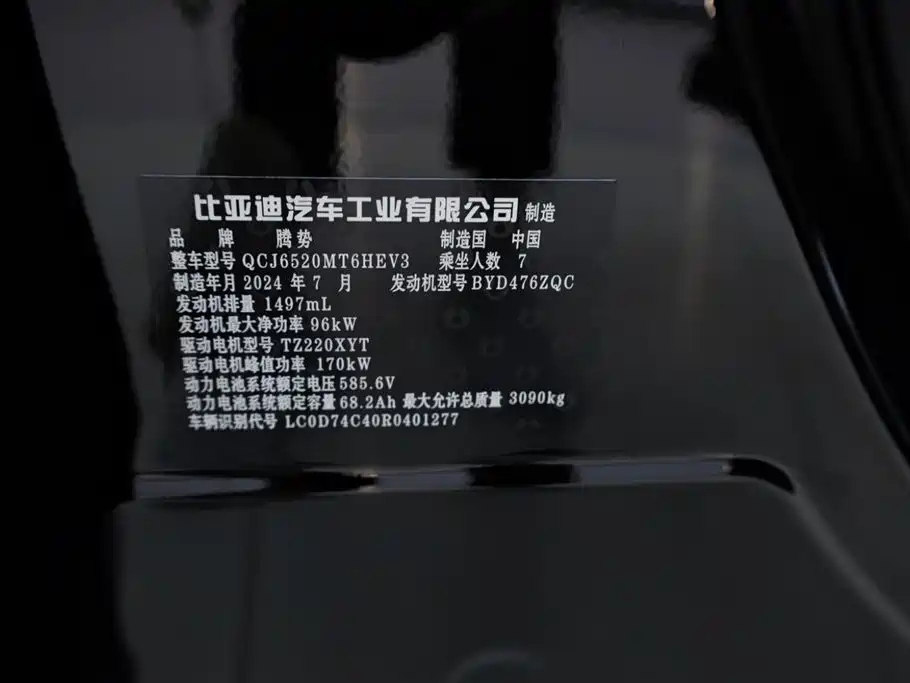 比亚迪汽车工业有限公司 制造
品 牌 腾势 制造国 中国
整车型号 QCJ6520MT6HEV3 乘坐人数 7
制造年月 2024 年 7 月 发动机型号 BYD476ZQC
发动机排量 1497mL
发动机最大净功率 96kW
驱动电机型号 TZ220XYT
驱动电机峰值功率 170kW
动力电池系统额定电压 585.6V
动力电池系统额定容量 68.2Ah 最大允许总质量 3090kg
车辆识别代号 LC0D74C40R0401277